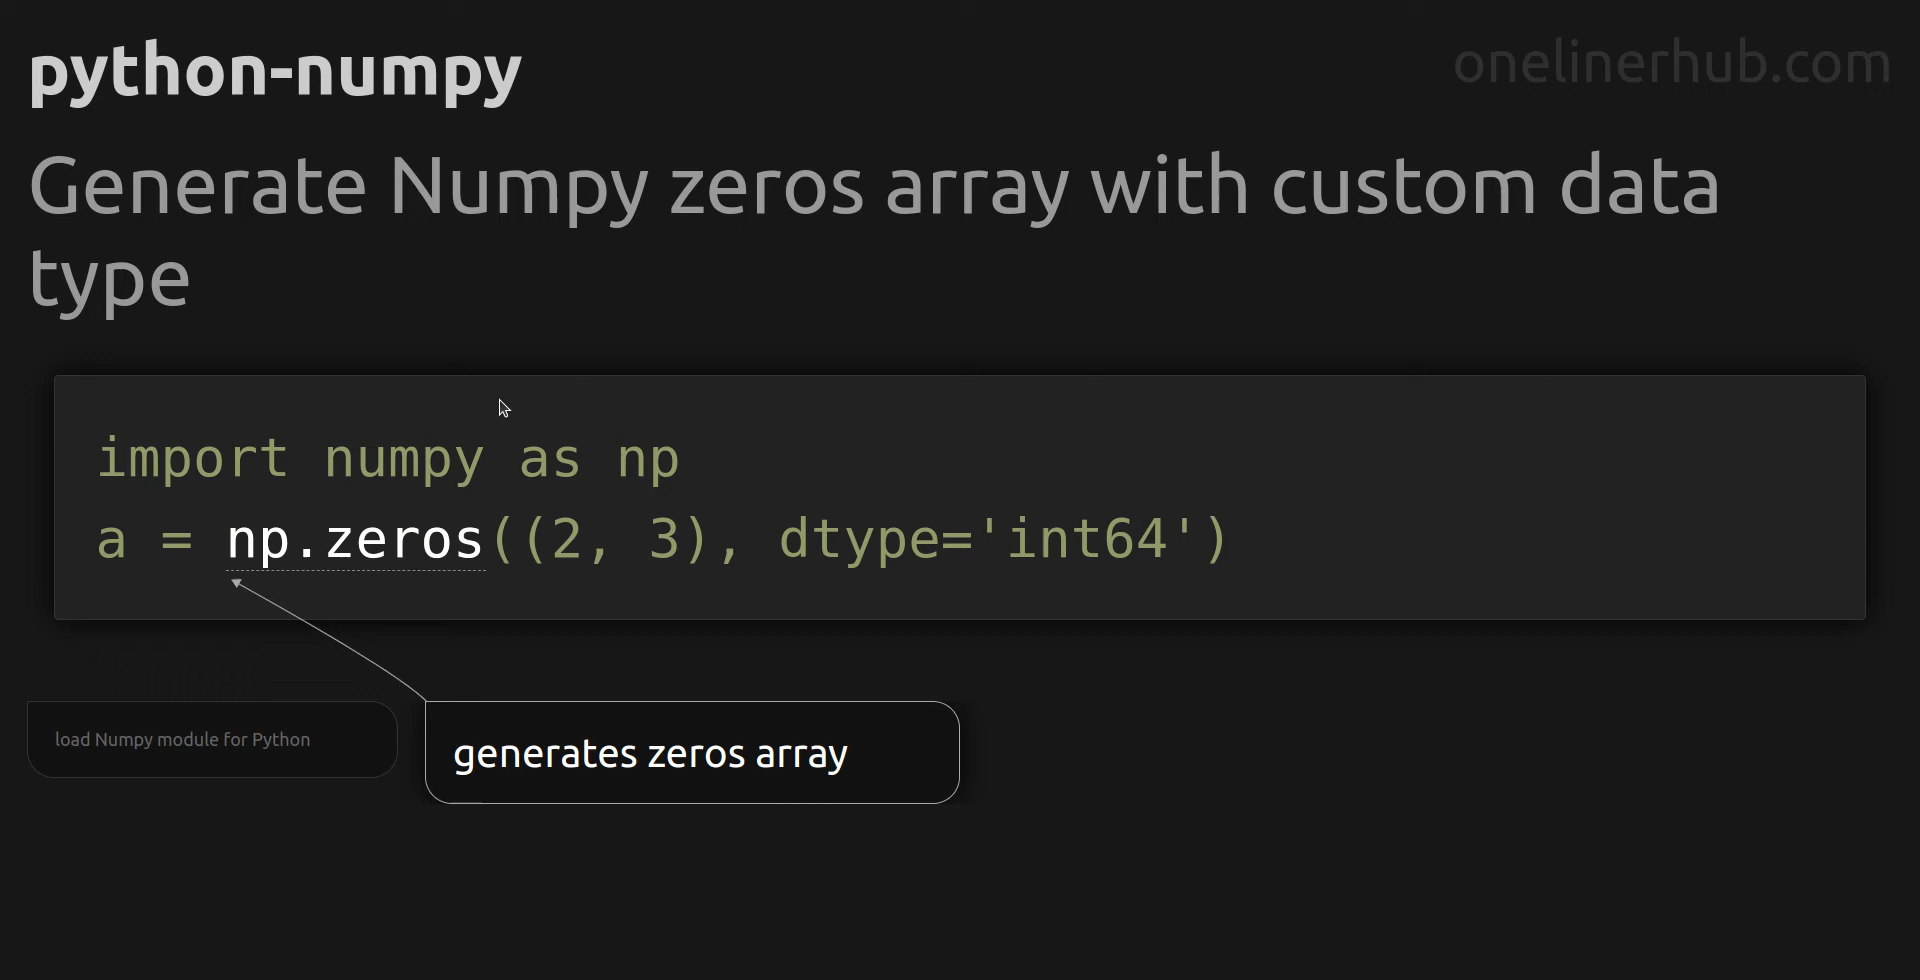 python-numpy
onelinerhub.com
Generate Numpy zeros array with custom data
type
import numpy as np
a = np.zeros((2, 3), dtype='int64')
load Numpy module for Python
generates zeros array